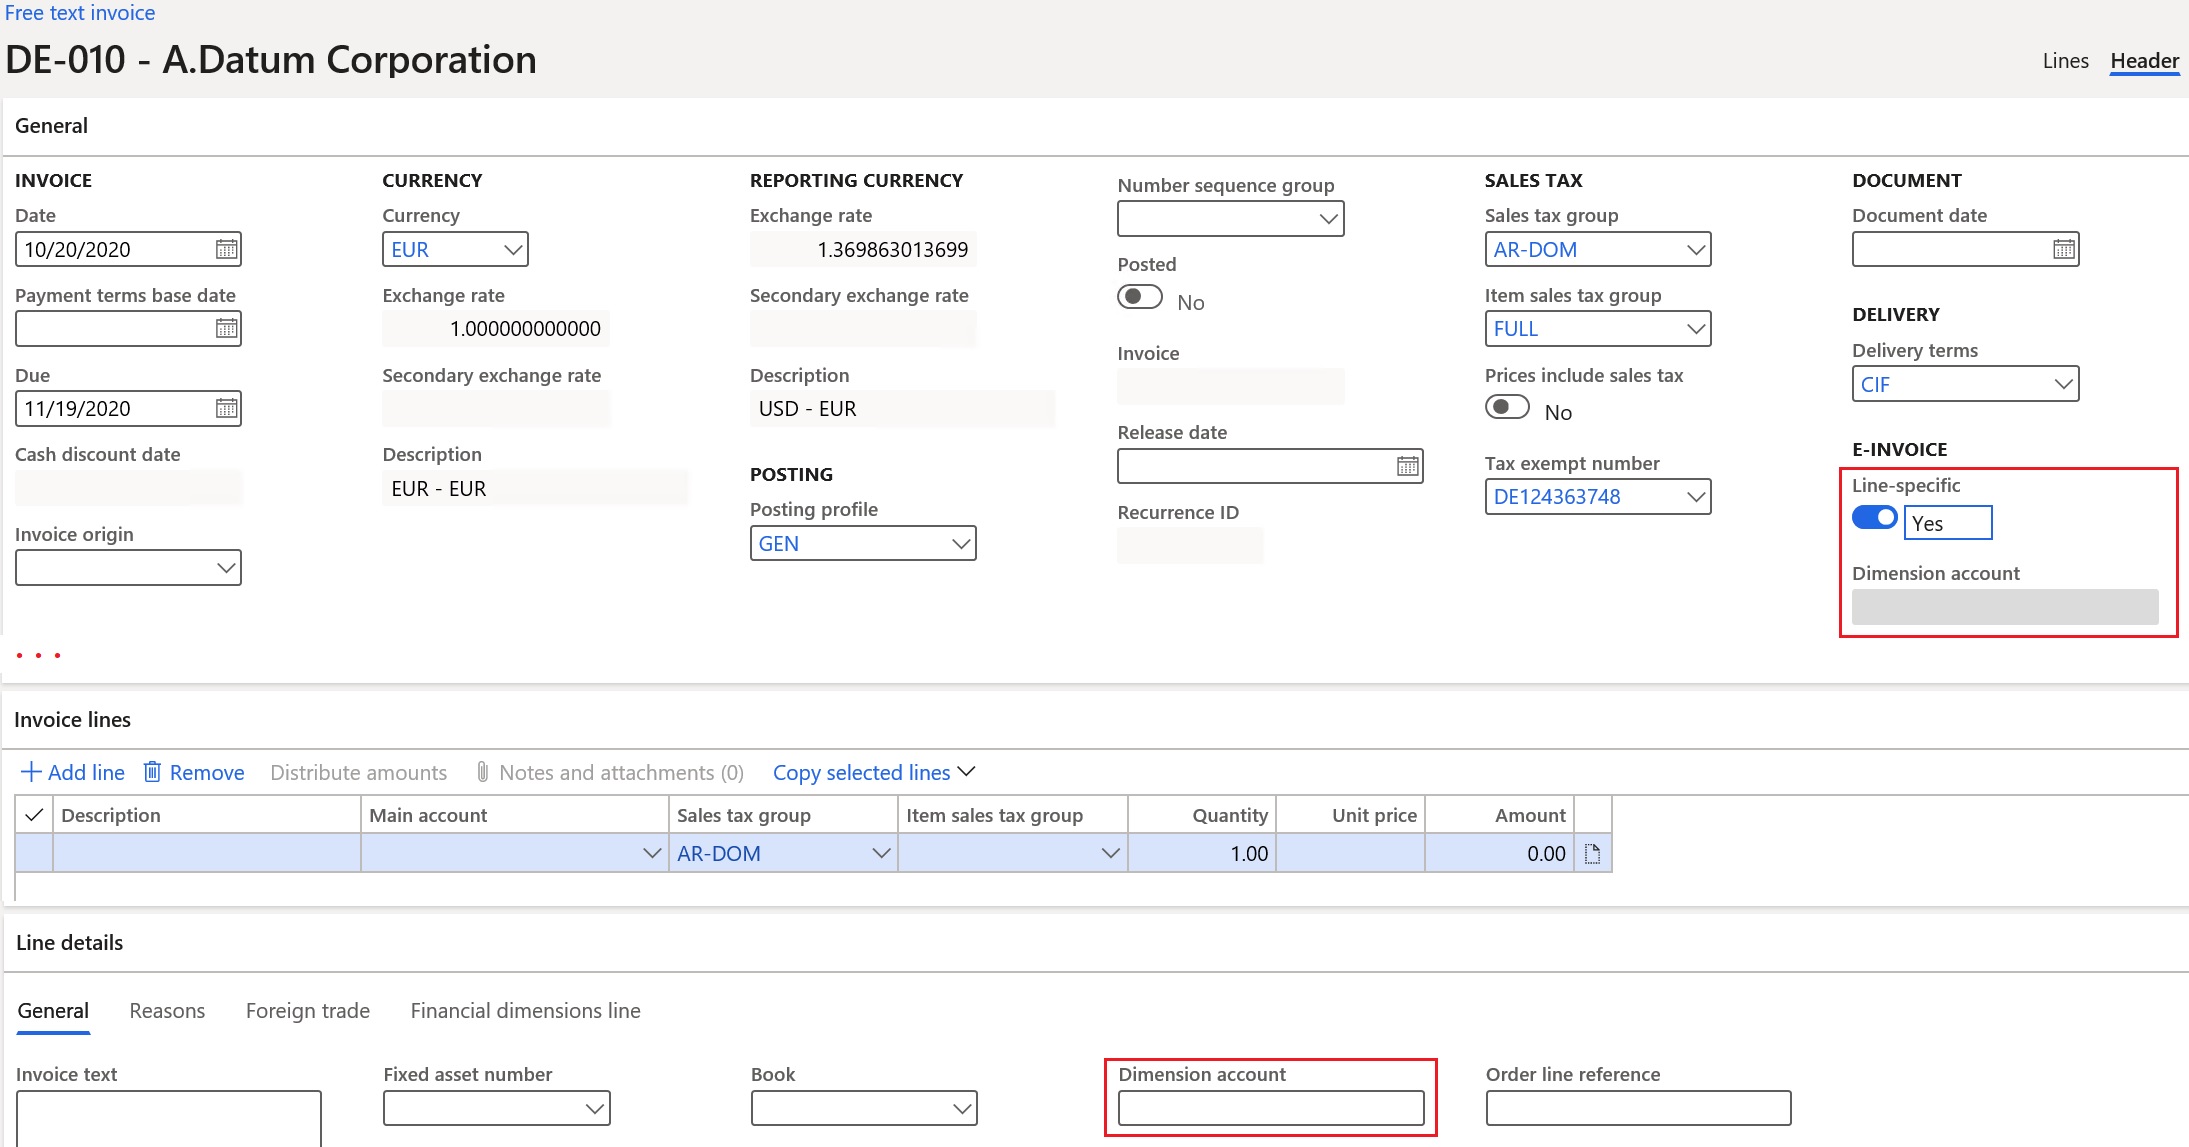 Free text invoice
DE-010 - A.Datum Corporation
Lines
Header
General
INVOICE
Date
10/20/2020
Payment terms base date
Due
11/19/2020
Cash discount date
Invoice origin
CURRENCY
Currency
EUR
Exchange rate
1.000000000000
Secondary exchange rate
Description
EUR - EUR
REPORTING CURRENCY
Exchange rate
1.369863013699
Secondary exchange rate
Description
USD - EUR
POSTING
Posting profile
GEN
Number sequence group
Posted
No
Invoice
Release date
Recurrence ID
SALES TAX
Sales tax group
AR-DOM
Item sales tax group
FULL
Prices include sales tax
No
Tax exempt number
DE124363748
DOCUMENT
Document date
DELIVERY
Delivery terms
CIF
E-INVOICE
Line-specific
Yes
Dimension account
Invoice lines
Add line
Remove
Distribute amounts
Notes and attachments (0)
Copy selected lines
Description
Main account
Sales tax group
Item sales tax group
Quantity
Unit price
Amount
AR-DOM
1.00
0.00
Line details
General
Reasons
Foreign trade
Financial dimensions line
Invoice text
Fixed asset number
Book
Dimension account
Order line reference